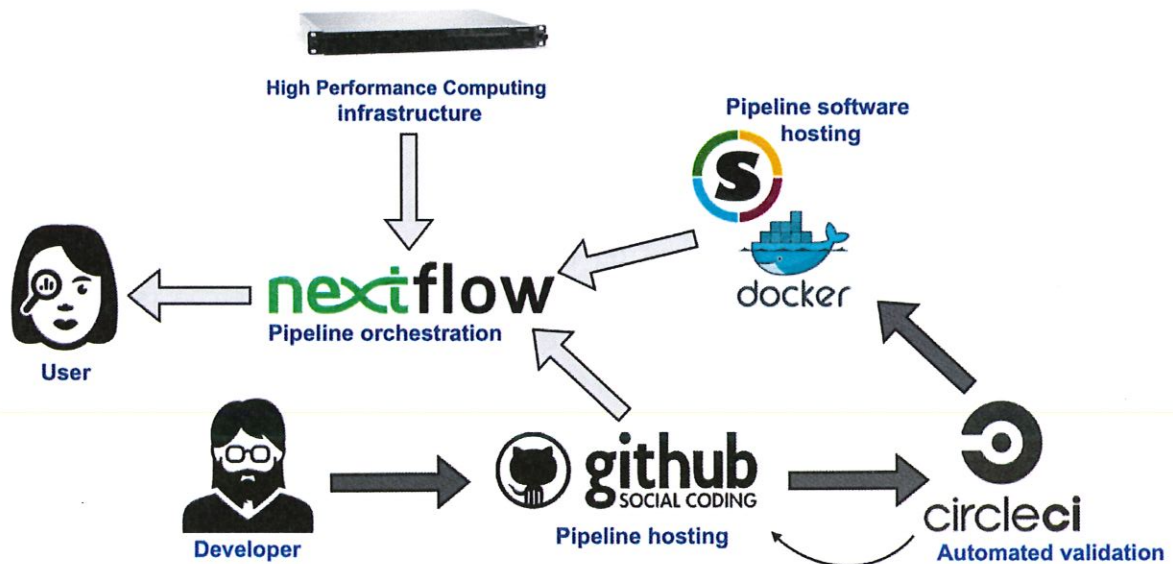 High Performance Computing
infrastructure
Pipeline software
hosting
S
docker
nextflow
Pipeline orchestration
User
Developer
github
SOCIAL CODING
Pipeline hosting
circleci
Automated validation